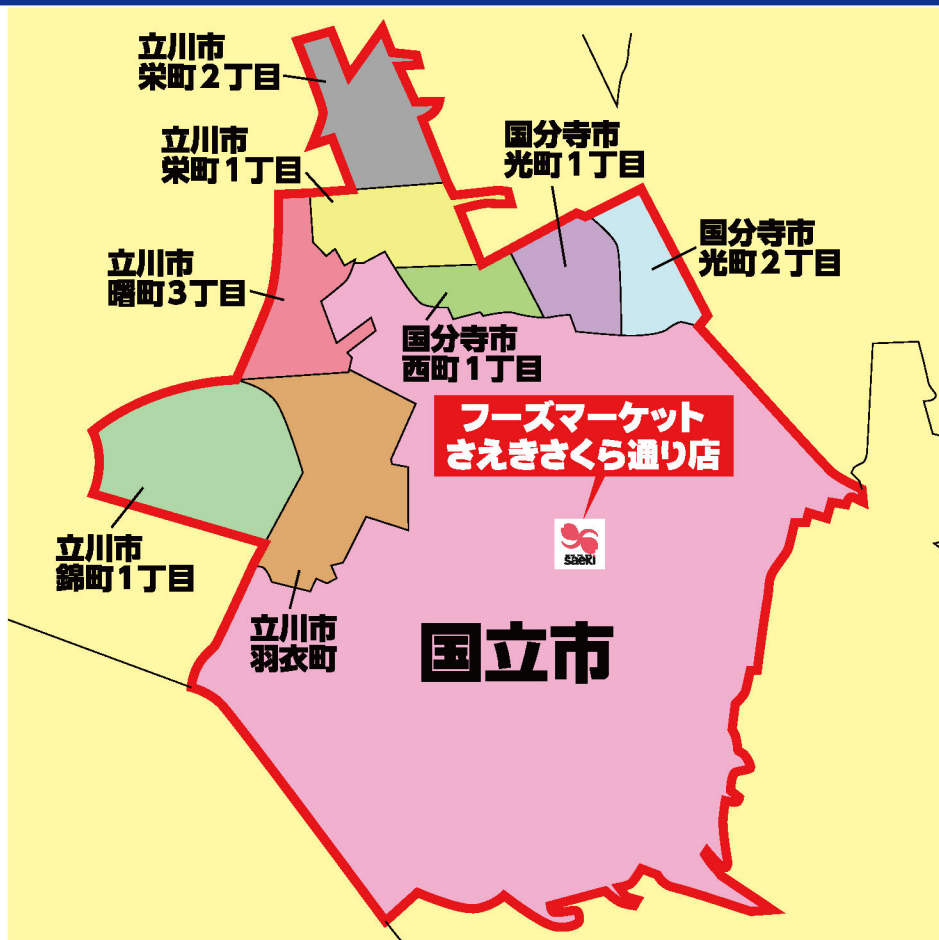 立川市
栄町2丁目
立川市
栄町1丁目
国分寺市
光町1丁目
国分寺市
光町2丁目
立川市
曙町3丁目
国分寺市
西町1丁目
フーズマーケット
さえきさくら通り店
saeki
立川市
錦町1丁目
立川市
羽衣町
国立市